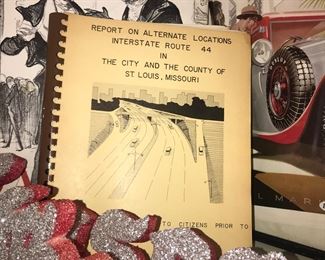 REPORT ON ALTERNATE LOCATIONS
INTERSTATE ROUTE 44
IN
THE CITY AND THE COUNTY OF
ST. LOUIS, MISSOURI
TO CITIZENS PRIOR TO